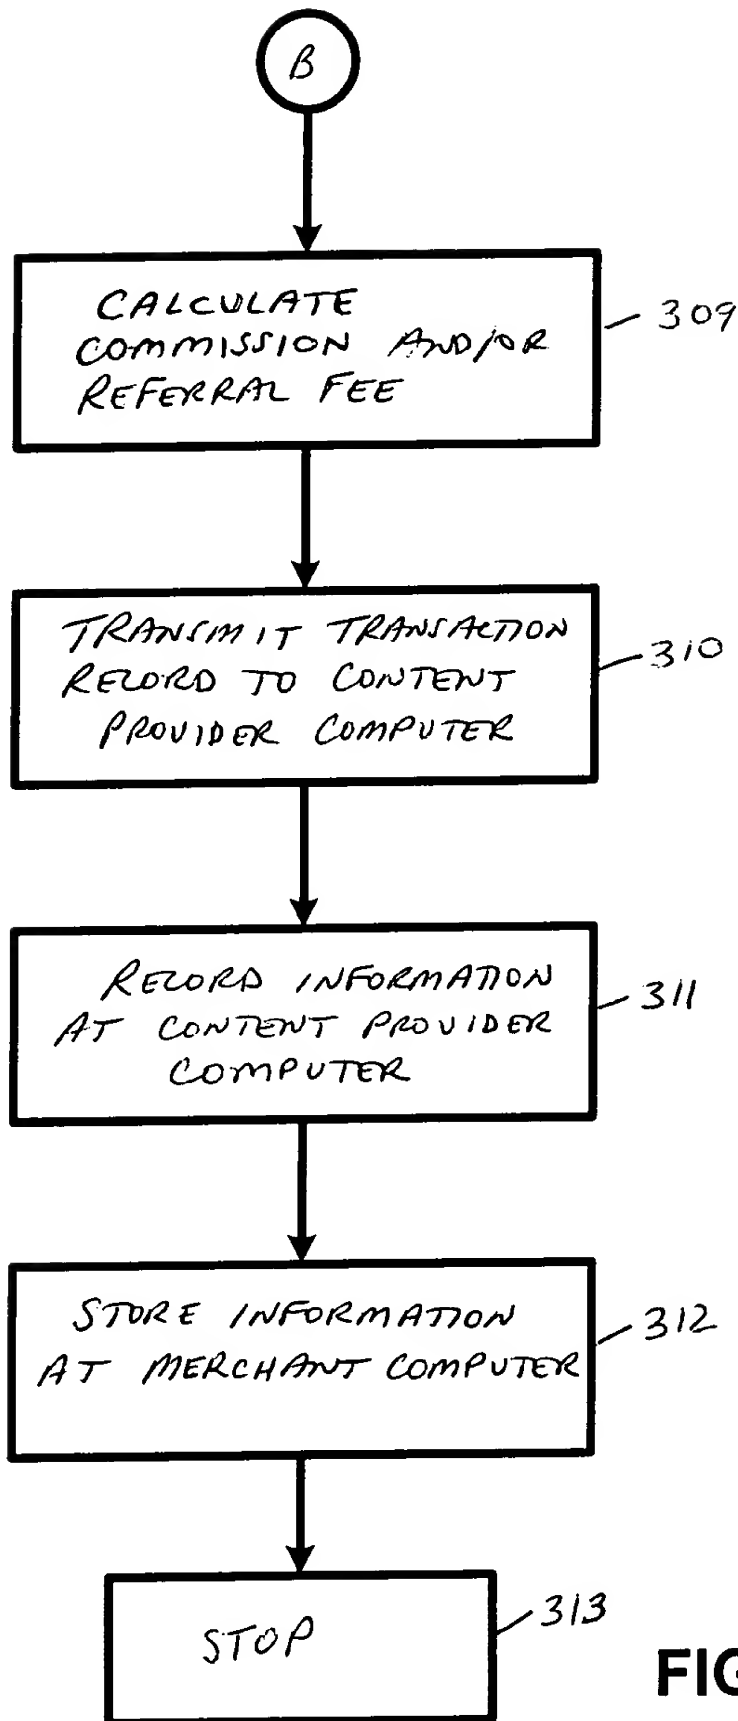 B
CALCULATE
COMMISSION AND/OR
REFERRAL FEE
309
TRANSMIT TRANSACTION
RECORD TO CONTENT
PROVIDER COMPUTER
310
RECORD INFORMATION
AT CONTENT PROVIDER
COMPUTER
311
STORE INFORMATION
AT MERCHANT COMPUTER
312
STOP
313
FIG